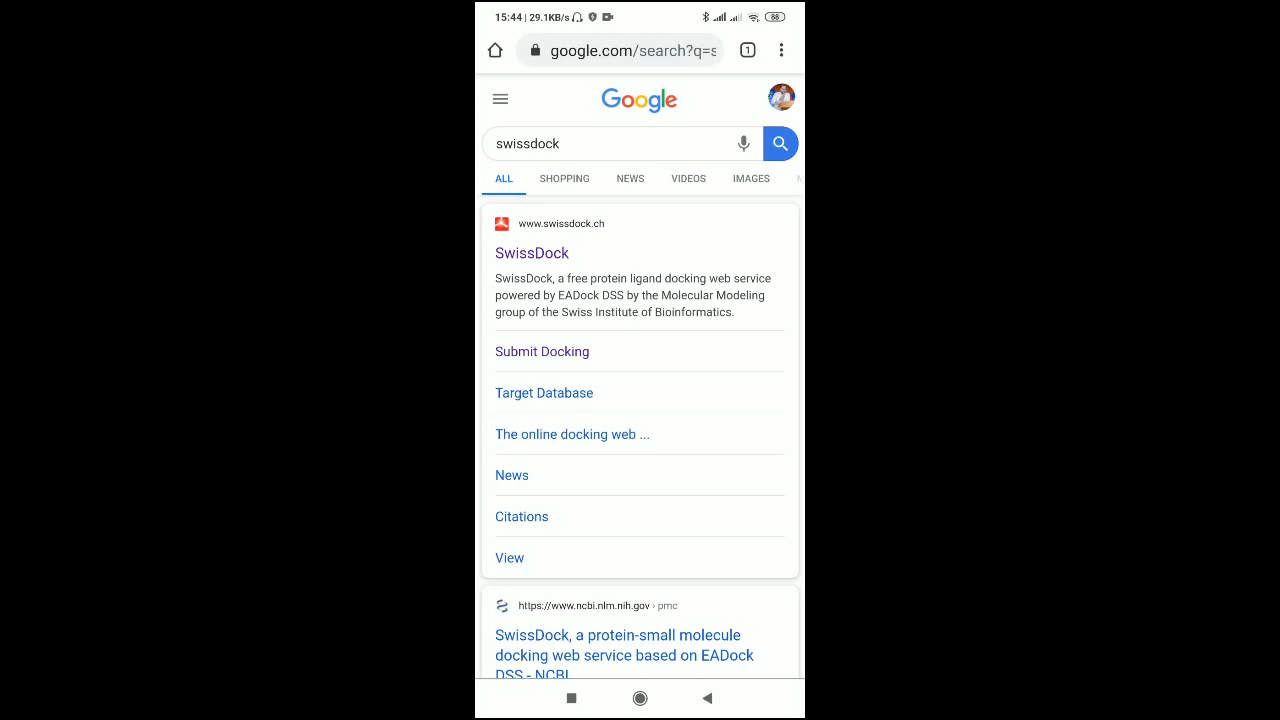 15:44 | 29.1KB/s 88
google.com/search?q=s 1
Google
swissdock
ALL SHOPPING NEWS VIDEOS IMAGES
www.swissdock.ch
SwissDock
SwissDock, a free protein ligand docking web service
powered by EADock DSS by the Molecular Modeling
group of the Swiss Institute of Bioinformatics.
Submit Docking
Target Database
The online docking web ...
News
Citations
View
https://www.ncbi.nlm.nih.gov › pmc
SwissDock, a protein-small molecule
docking web service based on EADock
DSS - NCBI